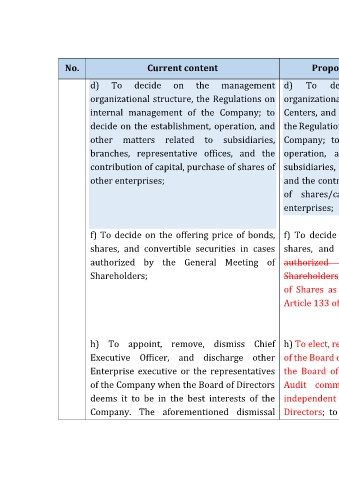 No.
Current content
Propo
d) To decide on the management
organizational structure, the Regulations on
internal management of the Company; to
decide on the establishment, operation, and
other matters related to subsidiaries,
branches, representative offices, and the
contribution of capital, purchase of shares of
other enterprises;
f) To decide on the offering price of bonds,
shares, and convertible securities in cases
authorized by the General Meeting of
Shareholders;
h) To appoint, remove, dismiss Chief
Executive Officer, and discharge other
Enterprise executive or the representatives
of the Company when the Board of Directors
deems it to be in the best interests of the
Company. The aforementioned dismissal
d) To de
organizationa
Centers, and
the Regulatio
Company; to
operation, a
subsidiaries,
and the contr
of shares/ca
enterprises;
f) To decide
shares, and
authorized
Shareholders
of Shares as
Article 133 of
h) To elect, re
of the Board o
the Board of
Audit comm
independent
Directors; to